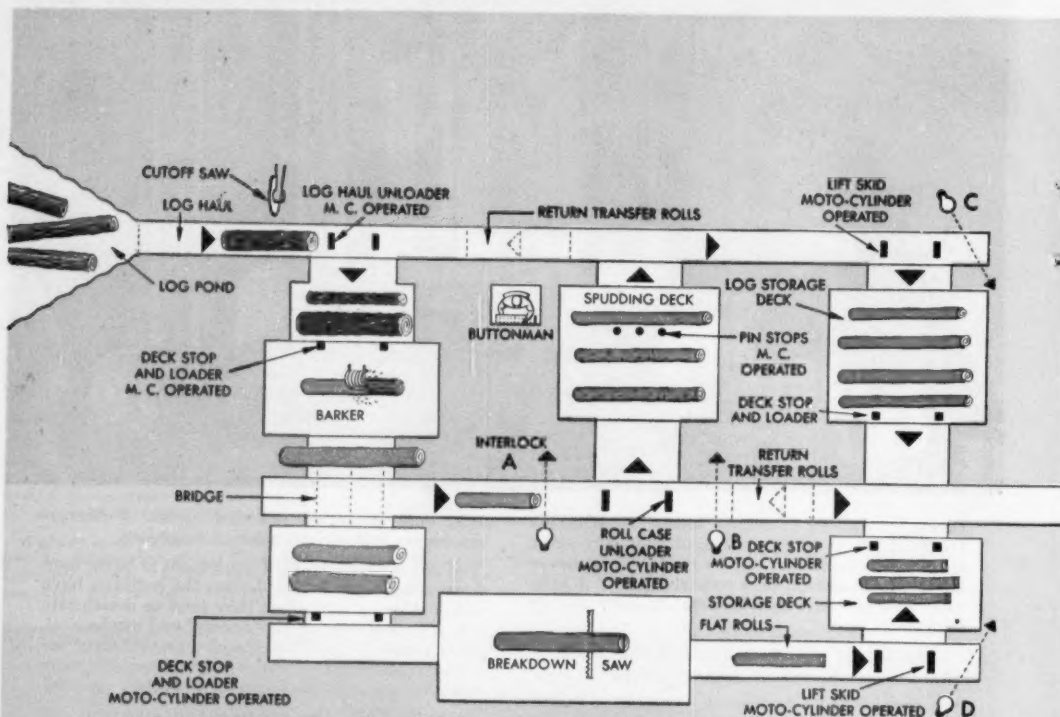 CUTOFF SAW
LOG HAUL
LOG HAUL UNLOADER
M. C. OPERATED
RETURN TRANSFER ROLLS
LIFT SKID
MOTO-CYLINDER
OPERATED
C
LOG POND
BUTTONMAN
SPUDDING DECK
LOG STORAGE
DECK
PIN STOPS
M. C.
OPERATED
DECK STOP
AND LOADER
M. C. OPERATED
BARKER
DECK STOP
AND LOADER
INTERLOCK
A
RETURN
TRANSFER ROLLS
BRIDGE
ROLL CASE
UNLOADER
MOTO-CYLINDER
OPERATED
B
DECK STOP
MOTO-CYLINDER
OPERATED
STORAGE DECK
FLAT ROLLS
BREAKDOWN SAW
DECK STOP
AND LOADER
MOTO-CYLINDER OPERATED
LIFT SKID
MOTO-CYLINDER OPERATED
D